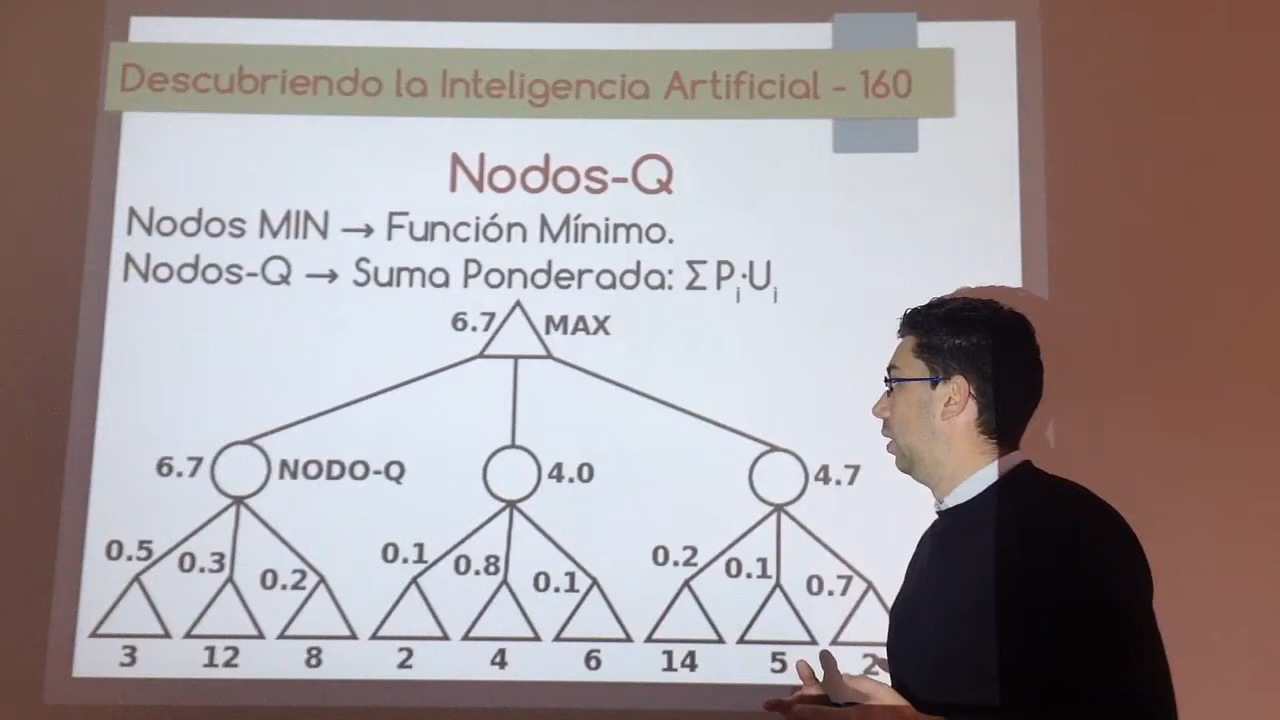 Descubriendo la Inteligencia Artificial - 160
Nodos-Q
Nodos MIN → Función Mínimo.
Nodos-Q → Suma Ponderada: ΣPᵢ·Uᵢ
6.7 MAX
6.7 NODO-Q 4.0 4.7
0.5 0.3 0.2 0.1 0.8 0.1 0.2 0.1 0.7
3 12 8 2 4 6 14 5 2